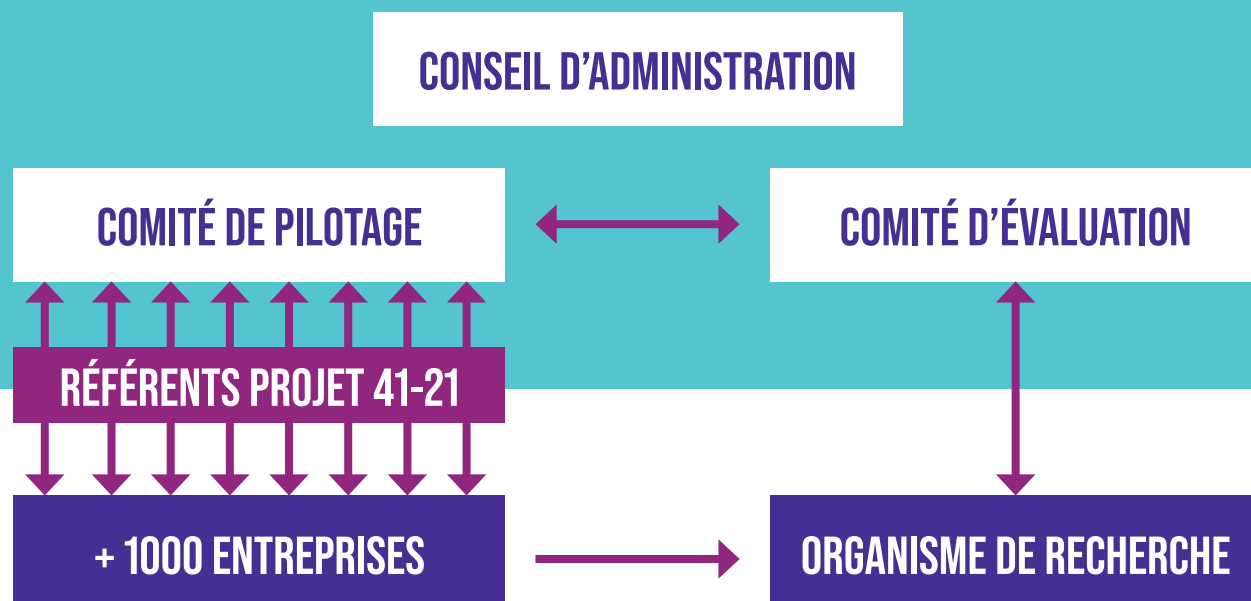 CONSEIL D’ADMINISTRATION
COMITÉ DE PILOTAGE
COMITÉ D’ÉVALUATION
RÉFÉRENTS PROJET 41-21
+ 1000 ENTREPRISES
ORGANISME DE RECHERCHE